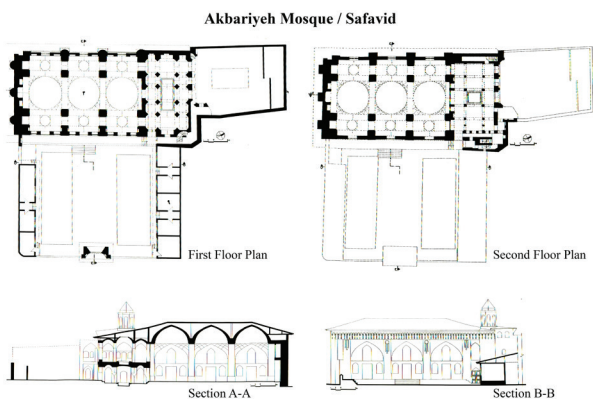 Akbariyeh Mosque / Safavid
First Floor Plan
Second Floor Plan
Section A-A
Section B-B